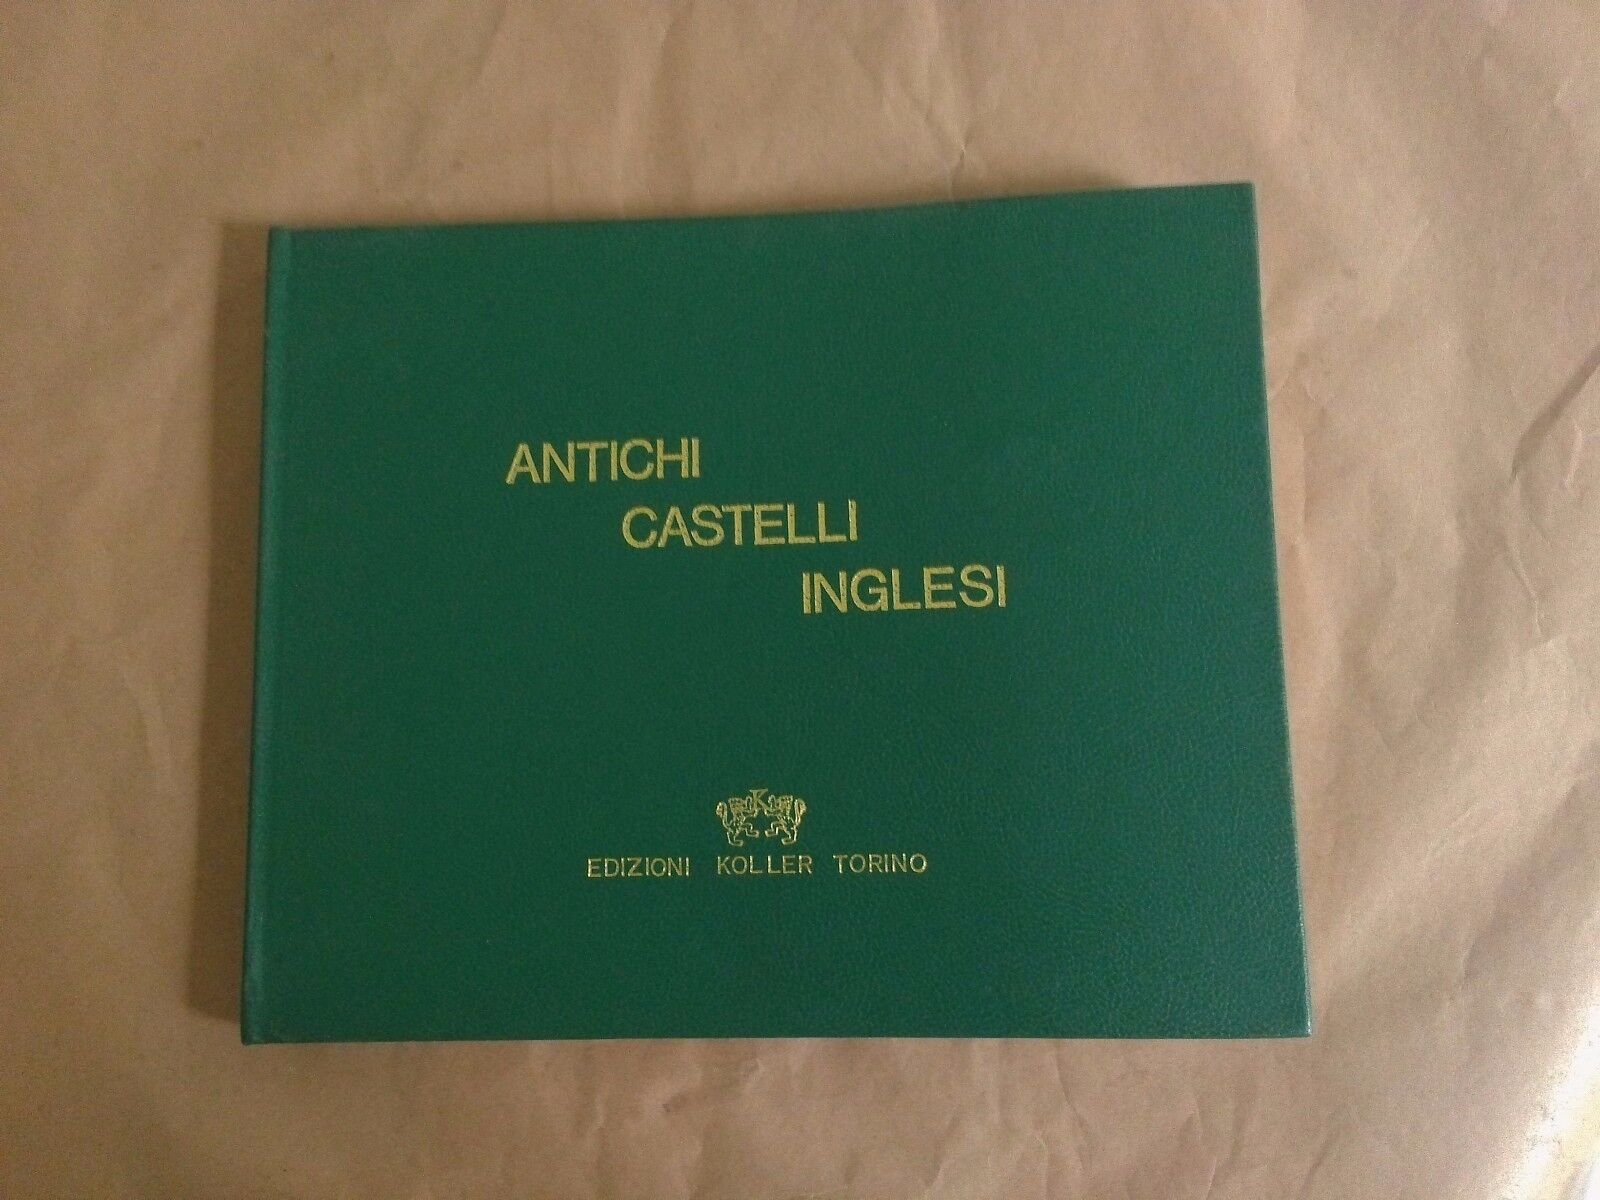 ANTICHI
CASTELLI
INGLESI
K
EDIZIONI KOLLER TORINO